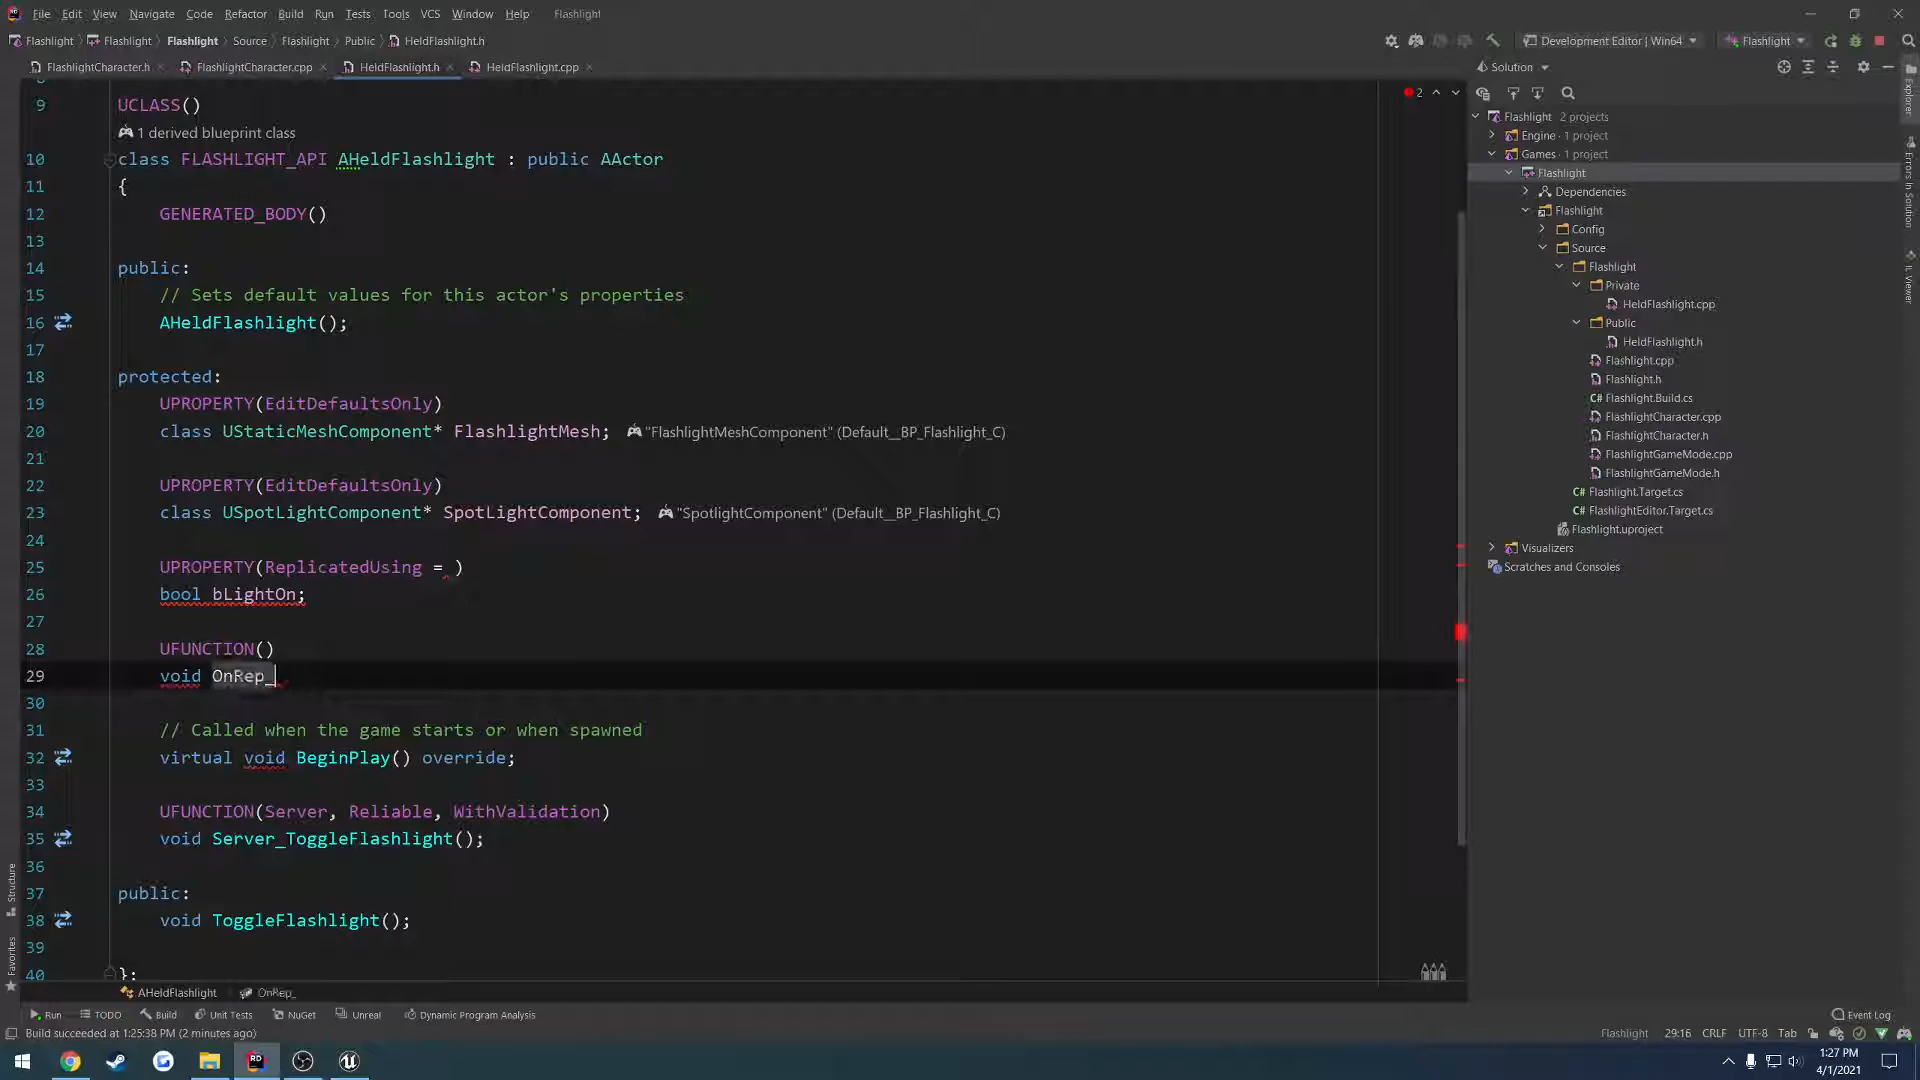 File Edit View Navigate Code Refactor Build Run Tests Tools VCS Window Help Flashlight
Flashlight Flashlight Flashlight Source Flashlight Public HeldFlashlight.h
Development Editor | Win64 Flashlight
FlashlightCharacter.h FlashlightCharacter.cpp HeldFlashlight.h HeldFlashlight.cpp
Solution
2
9 UCLASS()
1 derived blueprint class
10 class FLASHLIGHT_API AHeldFlashlight : public AActor
11 {
12 GENERATED_BODY()
13
14 public:
15 // Sets default values for this actor's properties
16 AHeldFlashlight();
17
18 protected:
19 UPROPERTY(EditDefaultsOnly)
20 class UStaticMeshComponent* FlashlightMesh; "FlashlightMeshComponent" (Default__BP_Flashlight_C)
21
22 UPROPERTY(EditDefaultsOnly)
23 class USpotLightComponent* SpotLightComponent; "SpotlightComponent" (Default__BP_Flashlight_C)
24
25 UPROPERTY(ReplicatedUsing = )
26 bool bLightOn;
27
28 UFUNCTION()
29 void OnRep_
30
31 // Called when the game starts or when spawned
32 virtual void BeginPlay() override;
33
34 UFUNCTION(Server, Reliable, WithValidation)
35 void Server_ToggleFlashlight();
36
37 public:
38 void ToggleFlashlight();
39
40 };
Flashlight 2 projects
Engine · 1 project
Games · 1 project
Flashlight
Dependencies
Flashlight
Config
Source
Flashlight
Private
HeldFlashlight.cpp
Public
HeldFlashlight.h
Flashlight.cpp
Flashlight.h
C# Flashlight.Build.cs
FlashlightCharacter.cpp
FlashlightCharacter.h
FlashlightGameMode.cpp
FlashlightGameMode.h
C# Flashlight.Target.cs
C# FlashlightEditor.Target.cs
Flashlight.uproject
Visualizers
Scratches and Consoles
Explorer
Errors In Solution
IL Viewer
Structure
Favorites
AHeldFlashlight OnRep_
Run TODO Build Unit Tests NuGet Unreal Dynamic Program Analysis Event Log
Build succeeded at 1:25:38 PM (2 minutes ago) Flashlight 29:16 CRLF UTF-8 Tab
RD
1:27 PM
4/1/2021